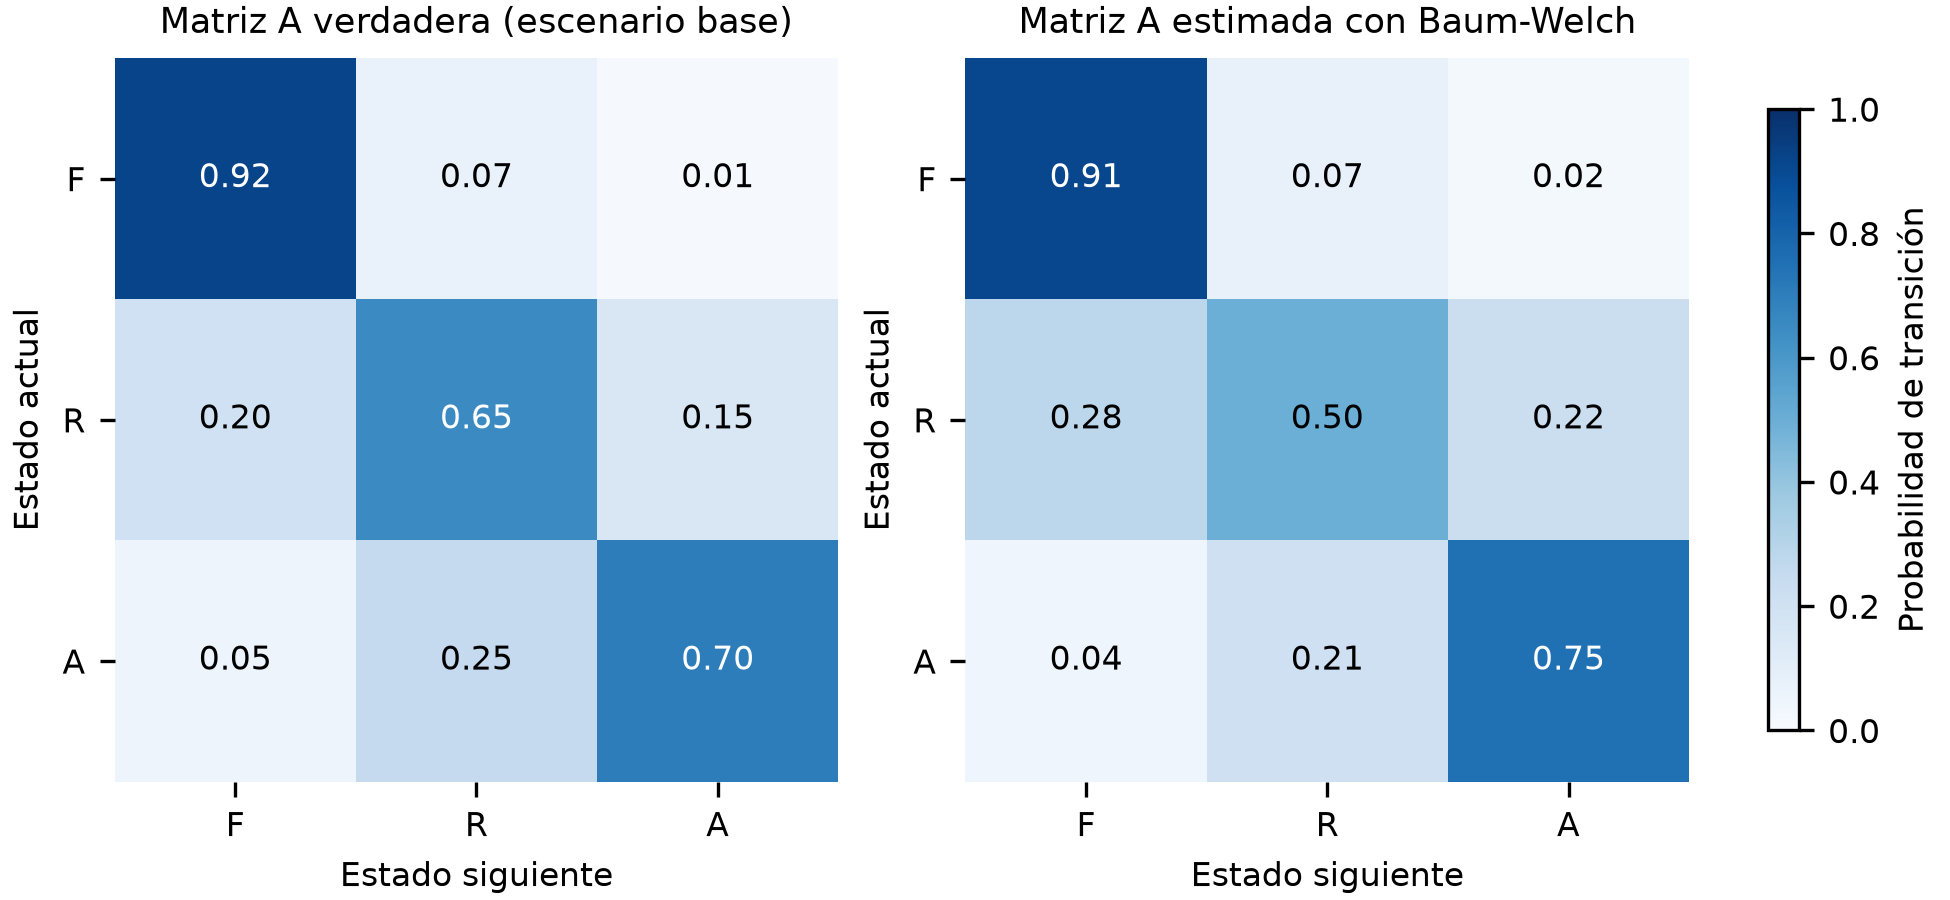 Matriz A verdadera (escenario base)
Estado actual
F
0.92 0.07 0.01
R
0.20 0.65 0.15
A
0.05 0.25 0.70
F R A
Estado siguiente
Matriz A estimada con Baum-Welch
Estado actual
F
0.91 0.07 0.02
R
0.28 0.50 0.22
A
0.04 0.21 0.75
F R A
Estado siguiente
1.0
0.8
0.6
0.4
0.2
0.0
Probabilidad de transición